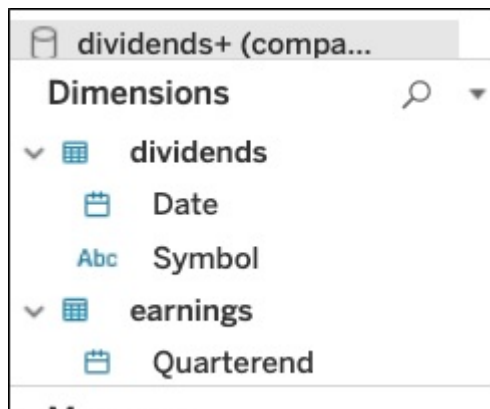 dividends+ (compa...
Dimensions
dividends
Date
Abc Symbol
earnings
Quarterend